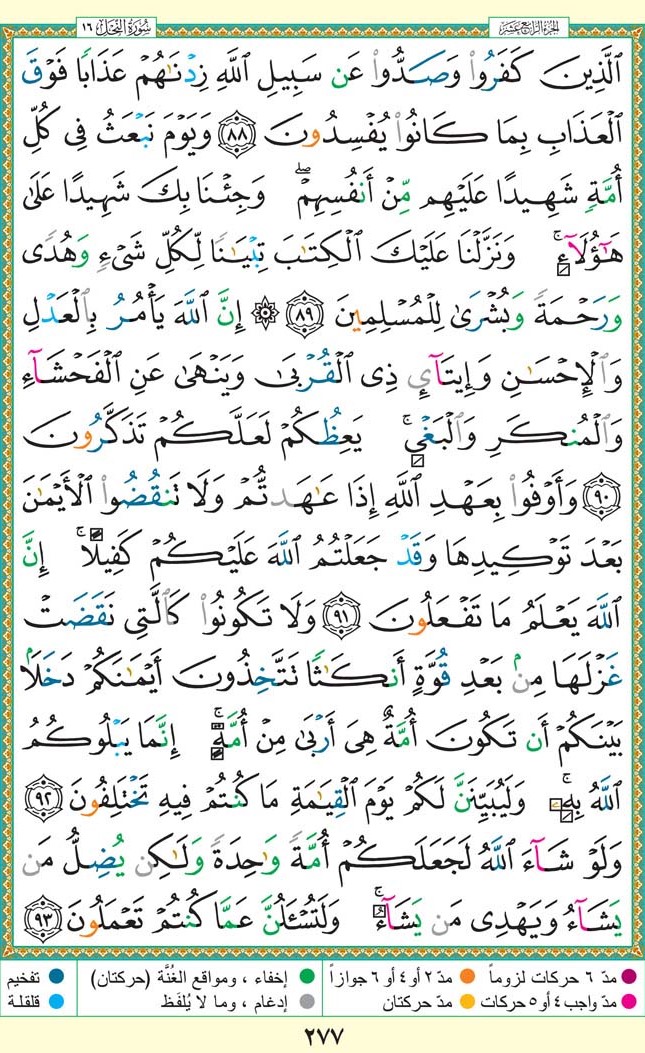 الجزء الرابع عشر
سورة النحل ١٦
ٱلَّذِينَ كَفَرُوا۟ وَصَدُّوا۟ عَن سَبِيلِ ٱللَّهِ زِدْنَـٰهُمْ عَذَابًا فَوْقَ
ٱلْعَذَابِ بِمَا كَانُوا۟ يُفْسِدُونَ ٨٨ وَيَوْمَ نَبْعَثُ فِى كُلِّ
أُمَّةٍ شَهِيدًا عَلَيْهِم مِّنْ أَنفُسِهِمْ ۖ وَجِئْنَا بِكَ شَهِيدًا عَلَىٰ
هَـٰٓؤُلَآءِ ۚ وَنَزَّلْنَا عَلَيْكَ ٱلْكِتَـٰبَ تِبْيَـٰنًا لِّكُلِّ شَىْءٍ وَهُدًى
وَرَحْمَةً وَبُشْرَىٰ لِلْمُسْلِمِينَ ٨٩ ۞ إِنَّ ٱللَّهَ يَأْمُرُ بِٱلْعَدْلِ
وَٱلْإِحْسَـٰنِ وَإِيتَآئِ ذِى ٱلْقُرْبَىٰ وَيَنْهَىٰ عَنِ ٱلْفَحْشَآءِ
وَٱلْمُنكَرِ وَٱلْبَغْىِ ۚ يَعِظُكُمْ لَعَلَّكُمْ تَذَكَّرُونَ
٩٠ وَأَوْفُوا۟ بِعَهْدِ ٱللَّهِ إِذَا عَـٰهَدتُّمْ وَلَا تَنقُضُوا۟ ٱلْأَيْمَـٰنَ
بَعْدَ تَوْكِيدِهَا وَقَدْ جَعَلْتُمُ ٱللَّهَ عَلَيْكُمْ كَفِيلًا ۚ إِنَّ
ٱللَّهَ يَعْلَمُ مَا تَفْعَلُونَ ٩١ وَلَا تَكُونُوا۟ كَٱلَّتِى نَقَضَتْ
غَزْلَهَا مِنۢ بَعْدِ قُوَّةٍ أَنكَـٰثًا تَتَّخِذُونَ أَيْمَـٰنَكُمْ دَخَلًۢا
بَيْنَكُمْ أَن تَكُونَ أُمَّةٌ هِىَ أَرْبَىٰ مِنْ أُمَّةٍ ۚ إِنَّمَا يَبْلُوكُمُ
ٱللَّهُ بِهِۦ ۚ وَلَيُبَيِّنَنَّ لَكُمْ يَوْمَ ٱلْقِيَـٰمَةِ مَا كُنتُمْ فِيهِ تَخْتَلِفُونَ ٩٢
وَلَوْ شَآءَ ٱللَّهُ لَجَعَلَكُمْ أُمَّةً وَٰحِدَةً وَلَـٰكِن يُضِلُّ مَن
يَشَآءُ وَيَهْدِى مَن يَشَآءُ ۚ وَلَتُسْـَٔلُنَّ عَمَّا كُنتُمْ تَعْمَلُونَ ٩٣
مدّ ٦ حركات لزوماً مدّ ٢ أو ٤ أو ٦ جوازاً إخفاء ، ومواقع الغُنَّة (حركتان) تفخيم
مدّ واجب ٤ أو ٥ حركات مدّ حركتان إدغام ، وما لا يُلفَظ قلقلة
٢٧٧